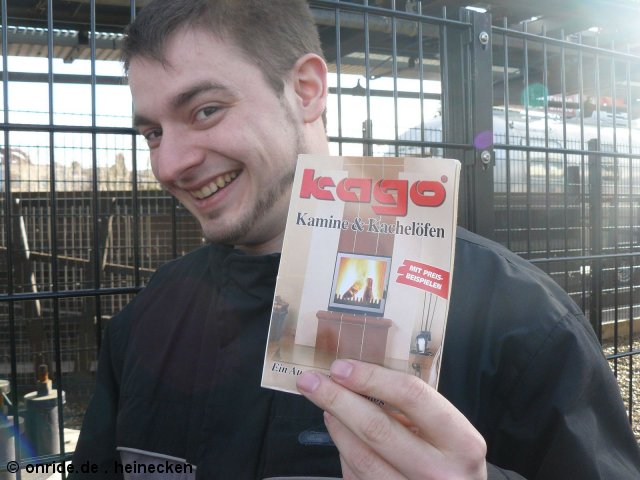 kago®
Kamine & Kachelöfen
MIT PREIS-
BEISPIELEN
Ein
© onride.de . heinecken